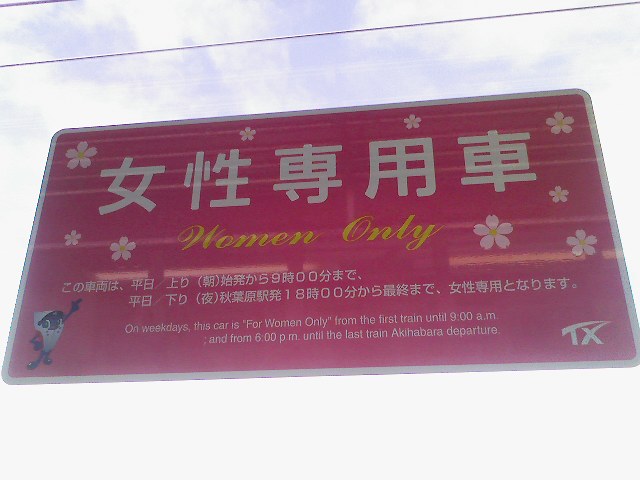 女性専用車
Women Only
この車両は、平日／上り（朝）始発から９時００分まで、
平日／下り（夜）秋葉原駅発１８時００分から最終まで、女性専用となります。
On weekdays, this car is "For Women Only" from the first train until 9:00 a.m.
; and from 6:00 p.m. until the last train Akihabara departure.
TX